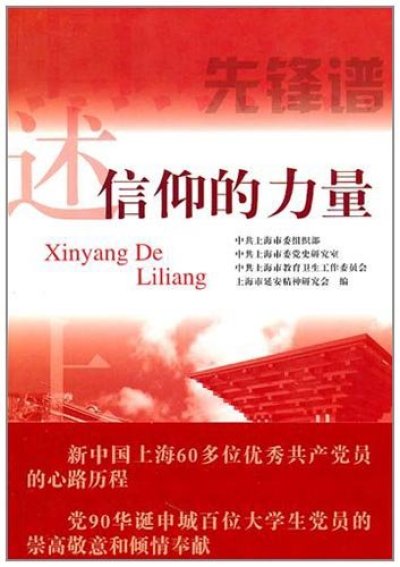 先锋谱
述
信仰的力量
Xinyang De
Liliang
中共上海市委组织部
中共上海市委党史研究室
中共上海市教育卫生工作委员会
上海市延安精神研究会 编
上
新中国上海60多位优秀共产党员
的心路历程
党90华诞申城百位大学生党员的
崇高敬意和倾情奉献